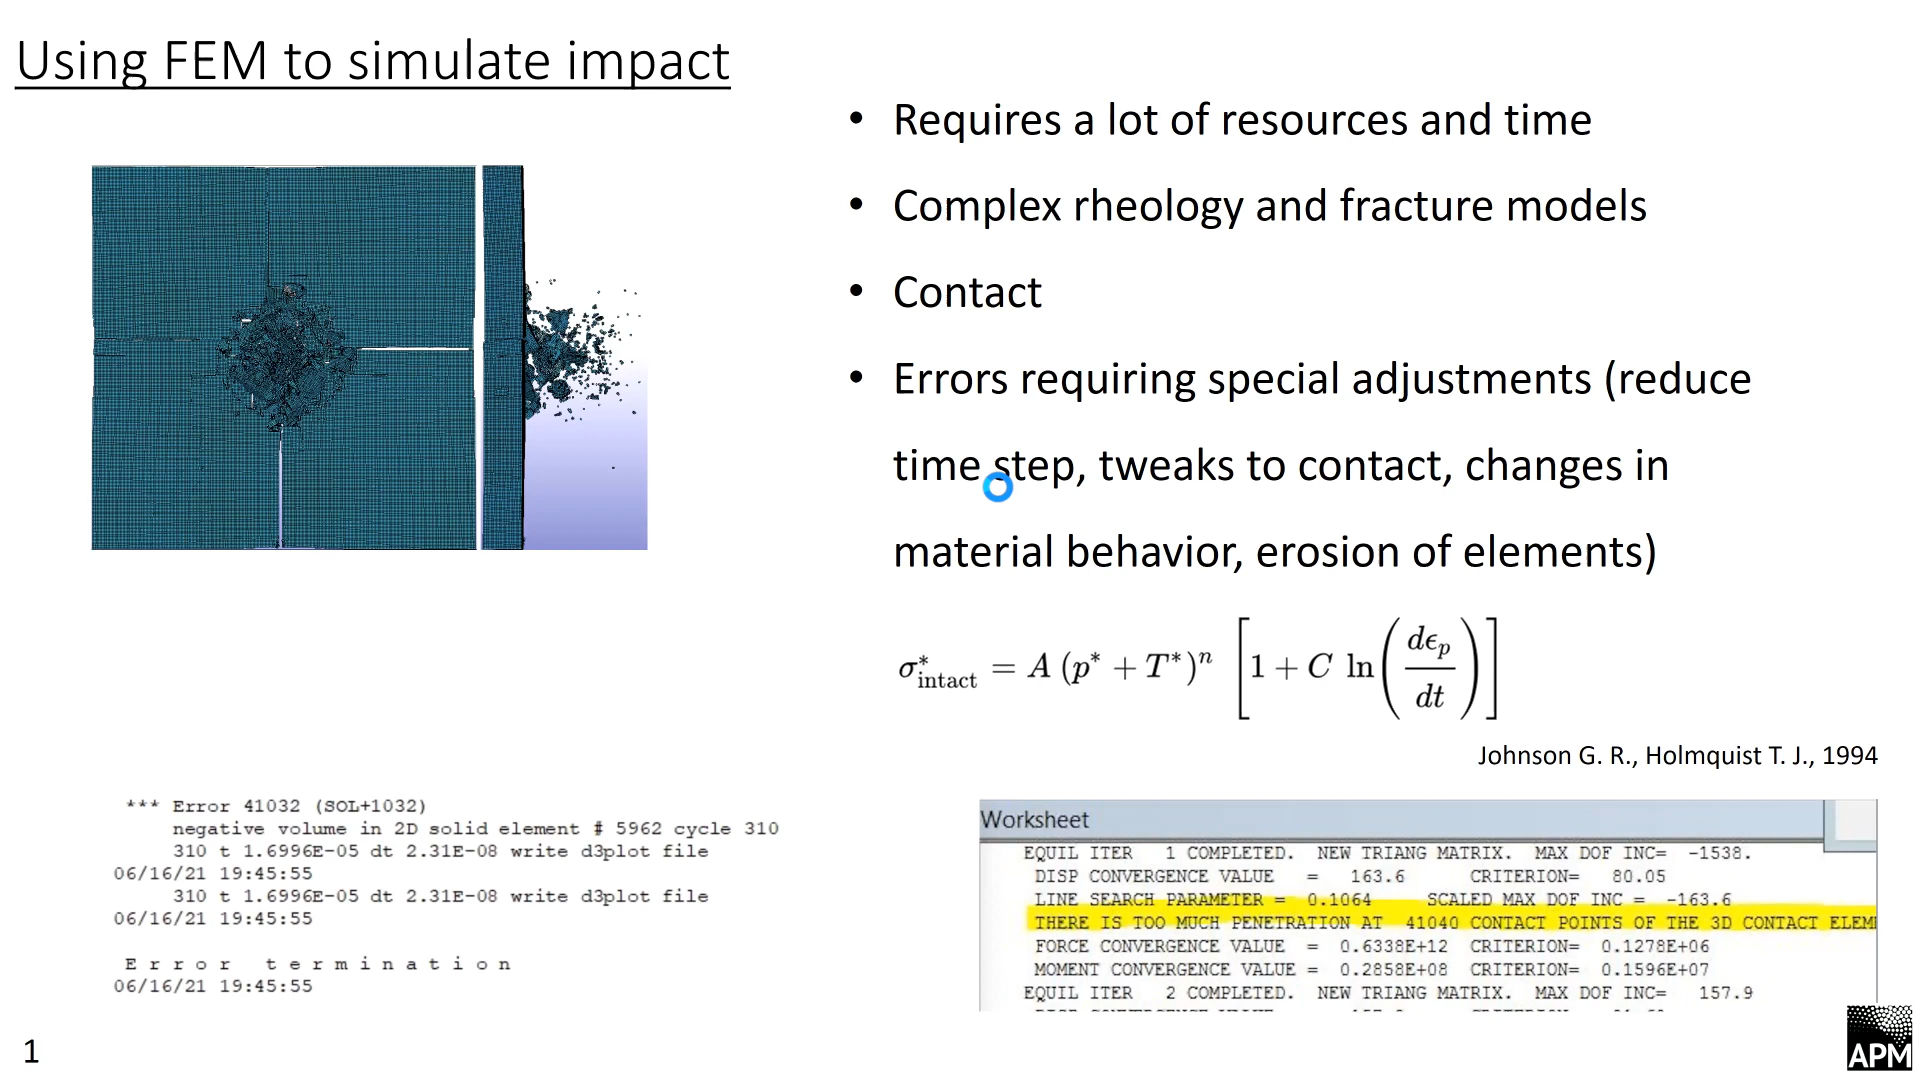 Using FEM to simulate impact
• Requires a lot of resources and time
• Complex rheology and fracture models
• Contact
• Errors requiring special adjustments (reduce
time step, tweaks to contact, changes in
material behavior, erosion of elements)
σ*intact = A (p* + T*)ⁿ [1 + C ln(dϵp/dt)]
Johnson G. R., Holmquist T. J., 1994
*** Error 41032 (SOL+1032)
negative volume in 2D solid element # 5962 cycle 310
310 t 1.6996E-05 dt 2.31E-08 write d3plot file
06/16/21 19:45:55
310 t 1.6996E-05 dt 2.31E-08 write d3plot file
06/16/21 19:45:55
E r r o r   t e r m i n a t i o n
06/16/21 19:45:55
Worksheet
EQUIL ITER 1 COMPLETED. NEW TRIANG MATRIX. MAX DOF INC= -1538.
DISP CONVERGENCE VALUE = 163.6 CRITERION= 80.05
LINE SEARCH PARAMETER = 0.1064 SCALED MAX DOF INC = -163.6
THERE IS TOO MUCH PENETRATION AT 41040 CONTACT POINTS OF THE 3D CONTACT ELEM
FORCE CONVERGENCE VALUE = 0.6338E+12 CRITERION= 0.1278E+06
MOMENT CONVERGENCE VALUE = 0.2858E+08 CRITERION= 0.1596E+07
EQUIL ITER 2 COMPLETED. NEW TRIANG MATRIX. MAX DOF INC= 157.9
1
APM